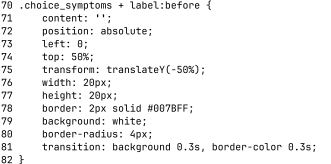 70 .choice_symptoms + label:before {
71     content: '';
72     position: absolute;
73     left: 0;
74     top: 50%;
75     transform: translateY(-50%);
76     width: 20px;
77     height: 20px;
78     border: 2px solid #007BFF;
79     background: white;
80     border-radius: 4px;
81     transition: background 0.3s, border-color 0.3s;
82 }